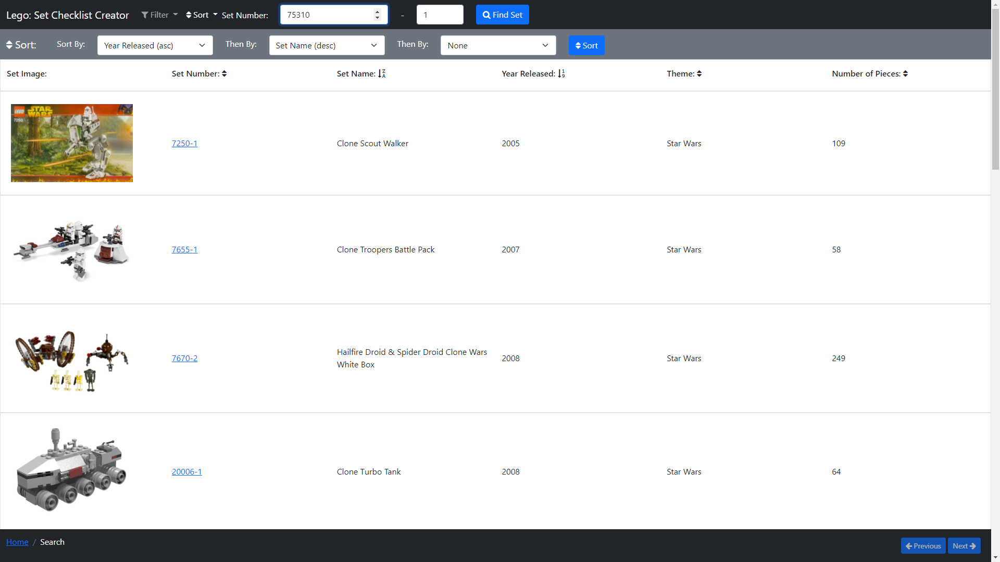 Lego: Set Checklist Creator Filter Sort Set Number: 75310 - 1 Find Set
Sort: Sort By: Year Released (asc) Then By: Set Name (desc) Then By: None Sort
Set Image: Set Number: Set Name: Year Released: Theme: Number of Pieces:
LEGO STAR WARS
7250
7250-1 Clone Scout Walker 2005 Star Wars 109
7655-1 Clone Troopers Battle Pack 2007 Star Wars 58
Hailfire Droid & Spider Droid Clone Wars
White Box
7670-2 2008 Star Wars 249
20006-1 Clone Turbo Tank 2008 Star Wars 64
Home / Search Previous Next